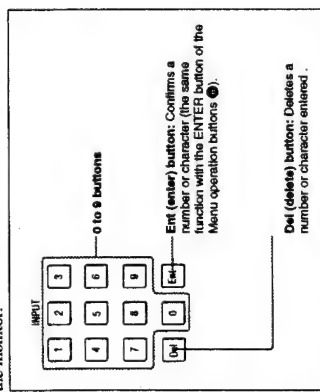 the monitor.
INPUT
1 2 3
4 5 6
7 8 9
Del 0 Ent
0 to 9 buttons
Ent (enter) button: Confirms a
number or character (the same
function with the ENTER button of the
Menu operation buttons).
Del (delete) button: Deletes a
number or character entered .